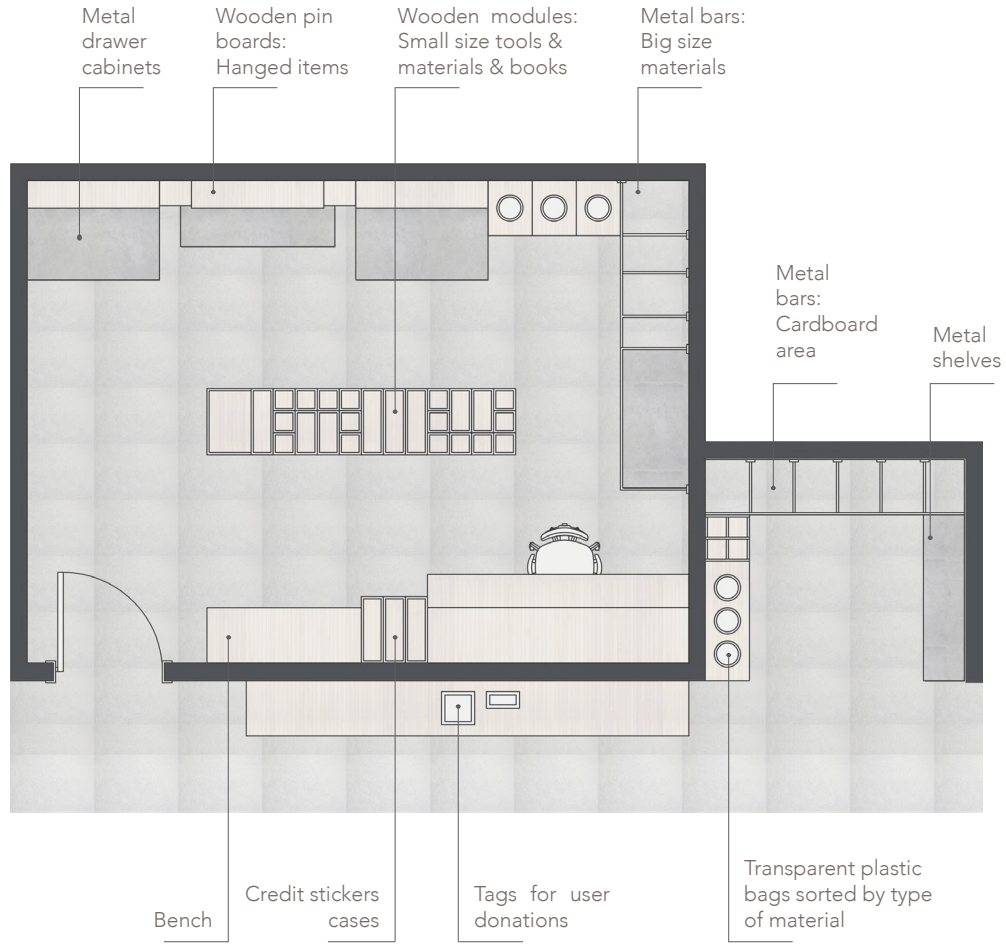 Metal
drawer
cabinets
Wooden pin
boards:
Hanged items
Wooden modules:
Small size tools &
materials & books
Metal bars:
Big size
materials
Metal
bars:
Cardboard
area
Metal
shelves
Bench
Credit stickers
cases
Tags for user
donations
Transparent plastic
bags sorted by type
of material